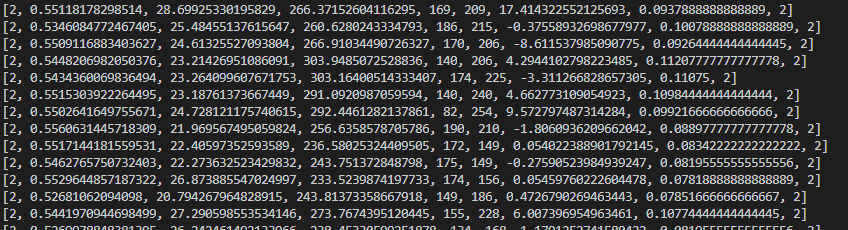 [2, 0.55118178298514, 28.69925330195829, 266.37152604116295, 169, 209, 17.414322552125693, 0.0937888888888889, 2]
[2, 0.5346084772467405, 25.48455137615647, 260.6280243334793, 186, 215, -0.37558932698677977, 0.10078888888888889, 2]
[2, 0.5509116883403627, 24.61325527093804, 266.91034490726327, 170, 206, -8.611537985090775, 0.09264444444444445, 2]
[2, 0.5448206982050376, 23.21426951086091, 303.9485072528836, 140, 206, 4.2944102798223485, 0.11207777777777778, 2]
[2, 0.5434360069836494, 23.264099607671753, 303.16400514333407, 174, 225, -3.311266828657305, 0.11075, 2]
[2, 0.5515303922264495, 23.18761373667449, 291.0920987059594, 140, 240, 4.662773109054923, 0.10984444444444444, 2]
[2, 0.5502641649755671, 24.728121175740615, 292.4461282137861, 82, 254, 9.572797487314284, 0.09921666666666666, 2]
[2, 0.5560631445718309, 21.969567495059824, 256.6358578705786, 190, 210, -1.8060936209662042, 0.08897777777777778, 2]
[2, 0.5517144181559531, 22.40597352593589, 236.58025324409505, 172, 149, 0.054022388901792145, 0.08342222222222222, 2]
[2, 0.5462765750732403, 22.273632523429832, 243.751372848798, 175, 149, -0.27590523984939247, 0.08195555555555556, 2]
[2, 0.5529644857187322, 26.873885547024997, 233.5239874197733, 174, 156, 0.05459760222604478, 0.07818888888888889, 2]
[2, 0.52681062094098, 20.794267964828915, 243.81373358667918, 149, 186, 0.4726790269463443, 0.07851666666666667, 2]
[2, 0.5441970944698499, 27.290598553534146, 273.7674395120445, 155, 228, 6.007396954963461, 0.10774444444444445, 2]